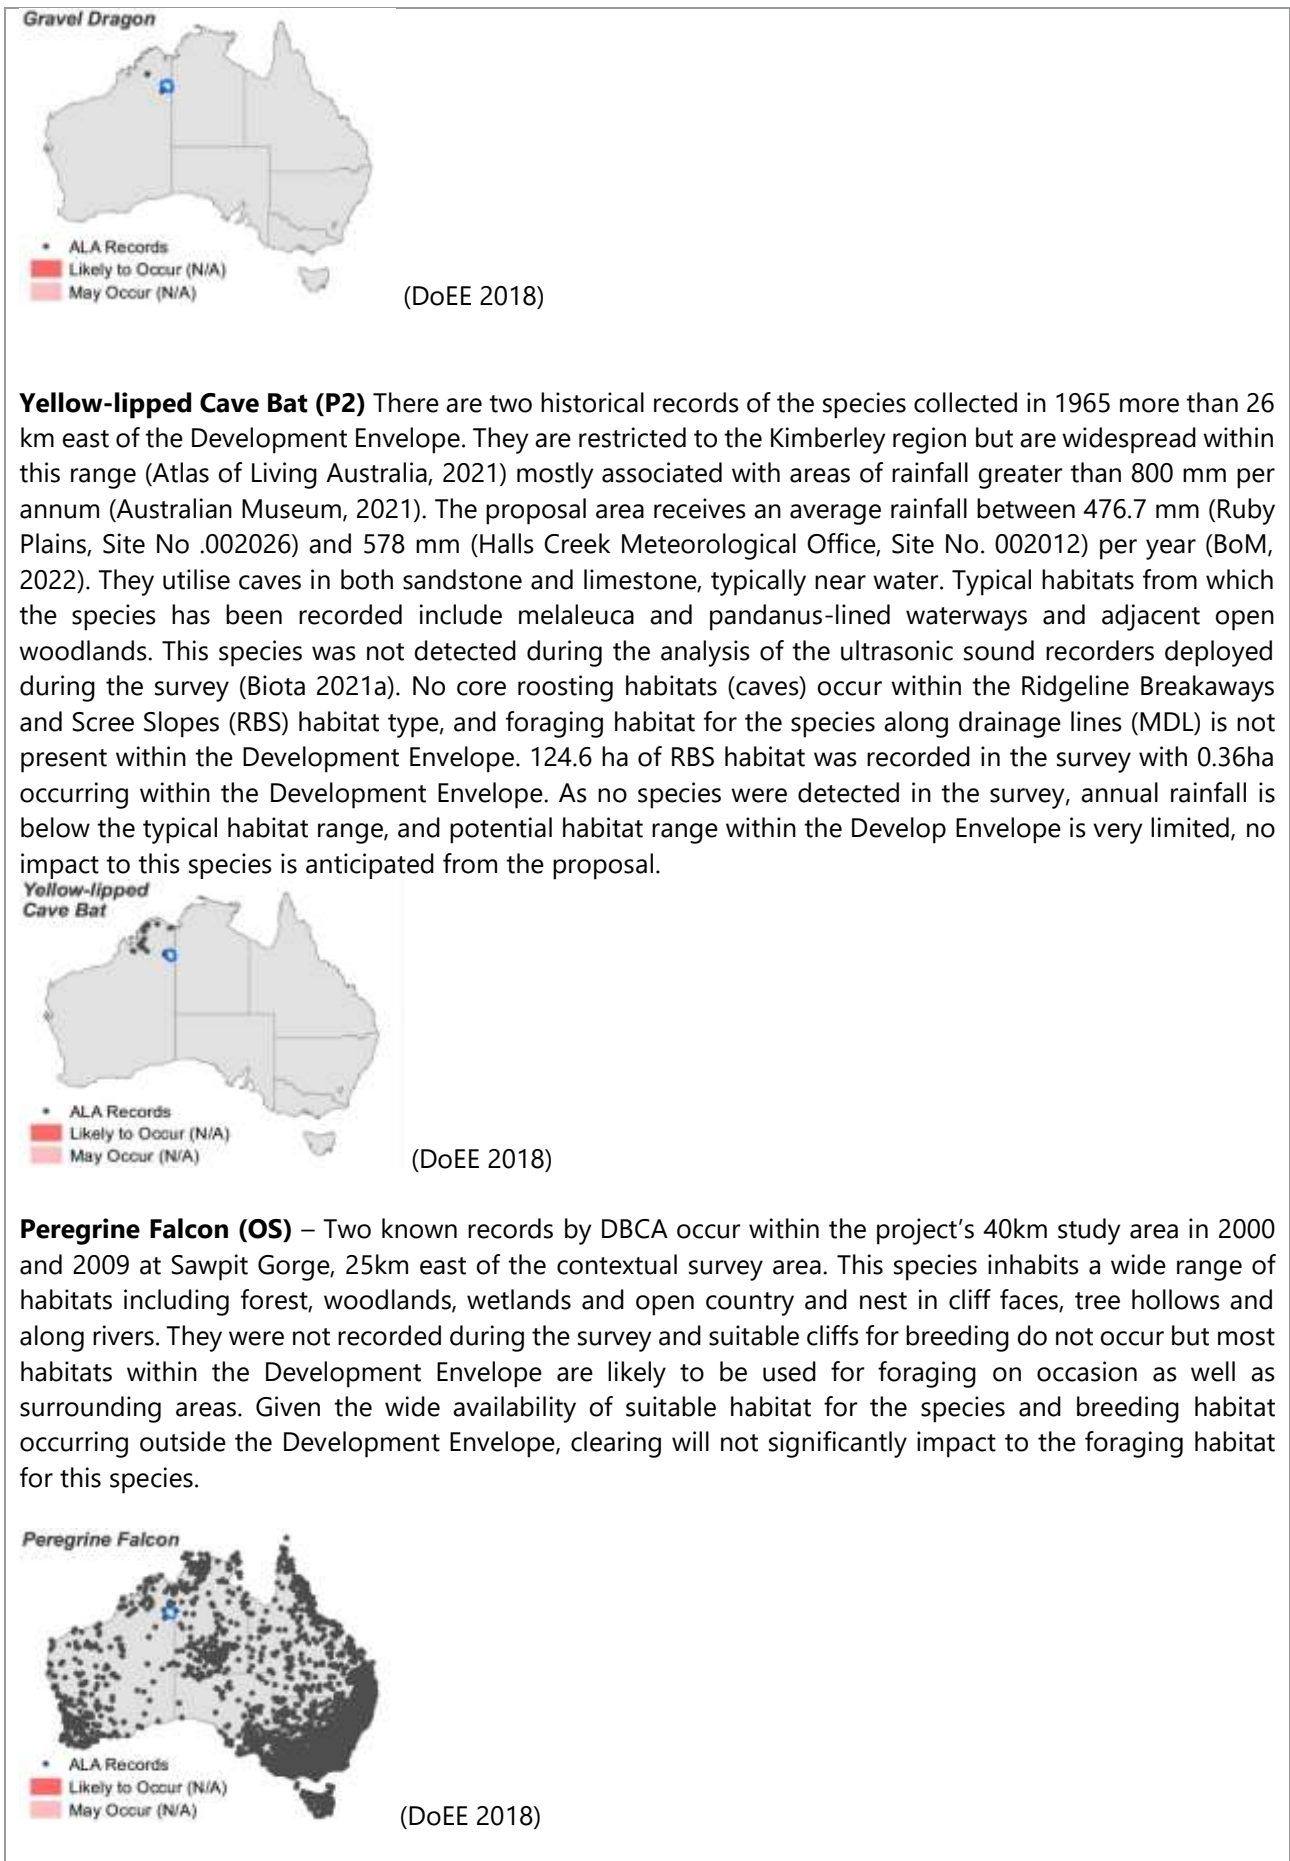 Gravel Dragon
ALA Records
Likely to Occur (N/A)
May Occur (N/A)
(DoEE 2018)
Yellow-lipped Cave Bat (P2) There are two historical records of the species collected in 1965 more than 26
km east of the Development Envelope. They are restricted to the Kimberley region but are widespread within
this range (Atlas of Living Australia, 2021) mostly associated with areas of rainfall greater than 800 mm per
annum (Australian Museum, 2021). The proposal area receives an average rainfall between 476.7 mm (Ruby
Plains, Site No .002026) and 578 mm (Halls Creek Meteorological Office, Site No. 002012) per year (BoM,
2022). They utilise caves in both sandstone and limestone, typically near water. Typical habitats from which
the species has been recorded include melaleuca and pandanus-lined waterways and adjacent open
woodlands. This species was not detected during the analysis of the ultrasonic sound recorders deployed
during the survey (Biota 2021a). No core roosting habitats (caves) occur within the Ridgeline Breakaways
and Scree Slopes (RBS) habitat type, and foraging habitat for the species along drainage lines (MDL) is not
present within the Development Envelope. 124.6 ha of RBS habitat was recorded in the survey with 0.36ha
occurring within the Development Envelope. As no species were detected in the survey, annual rainfall is
below the typical habitat range, and potential habitat range within the Develop Envelope is very limited, no
impact to this species is anticipated from the proposal.
Yellow-lipped
Cave Bat
ALA Records
Likely to Occur (N/A)
May Occur (N/A)
(DoEE 2018)
Peregrine Falcon (OS) – Two known records by DBCA occur within the project's 40km study area in 2000
and 2009 at Sawpit Gorge, 25km east of the contextual survey area. This species inhabits a wide range of
habitats including forest, woodlands, wetlands and open country and nest in cliff faces, tree hollows and
along rivers. They were not recorded during the survey and suitable cliffs for breeding do not occur but most
habitats within the Development Envelope are likely to be used for foraging on occasion as well as
surrounding areas. Given the wide availability of suitable habitat for the species and breeding habitat
occurring outside the Development Envelope, clearing will not significantly impact to the foraging habitat
for this species.
Peregrine Falcon
ALA Records
Likely to Occur (N/A)
May Occur (N/A)
(DoEE 2018)